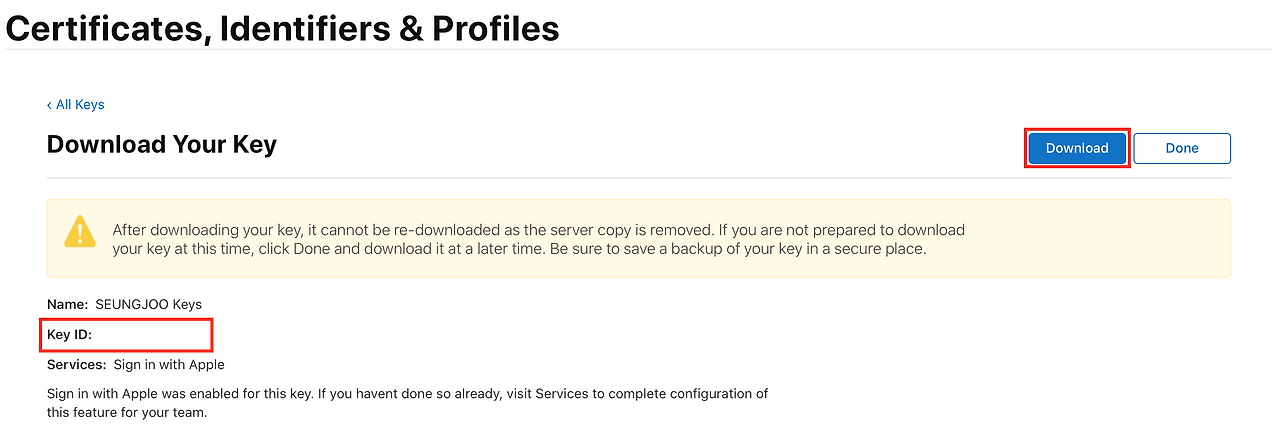 Certificates, Identifiers & Profiles
‹ All Keys
Download Your Key
Download
Done
After downloading your key, it cannot be re-downloaded as the server copy is removed. If you are not prepared to download
your key at this time, click Done and download it at a later time. Be sure to save a backup of your key in a secure place.
Name: SEUNGJOO Keys
Key ID:
Services: Sign in with Apple
Sign in with Apple was enabled for this key. If you havent done so already, visit Services to complete configuration of
this feature for your team.